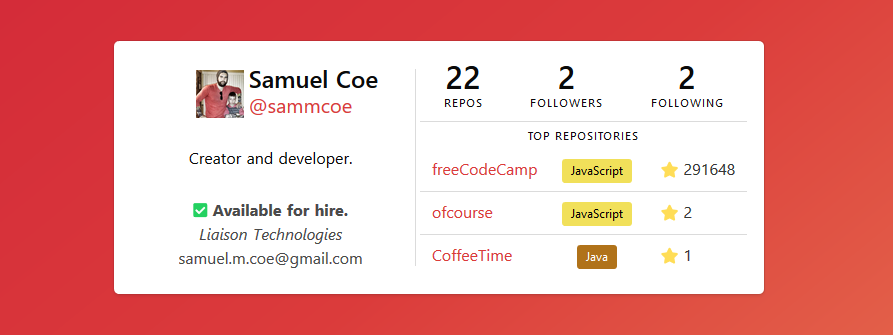 Samuel Coe
@sammcoe
Creator and developer.
Available for hire.
Liaison Technologies
samuel.m.coe@gmail.com
22 2 2
REPOS FOLLOWERS FOLLOWING
TOP REPOSITORIES
freeCodeCamp JavaScript 291648
ofcourse JavaScript 2
CoffeeTime Java 1